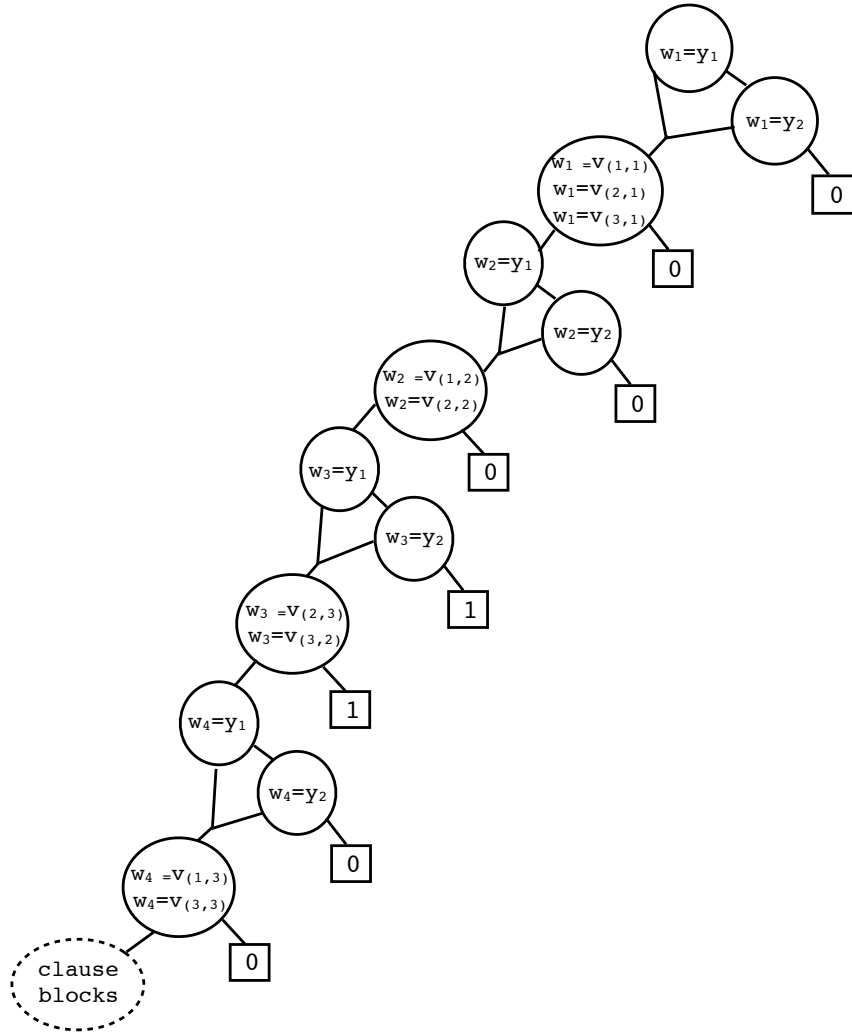 w₁=y₁
w₁=y₂
w₁ =v₍₁,₁₎
w₁=v₍₂,₁₎
w₁=v₍₃,₁₎
0
0
w₂=y₁
w₂=y₂
w₂ =v₍₁,₂₎
w₂=v₍₂,₂₎
0
0
w₃=y₁
w₃=y₂
1
w₃ =v₍₂,₃₎
w₃=v₍₃,₂₎
1
w₄=y₁
w₄=y₂
0
w₄ =v₍₁,₃₎
w₄=v₍₃,₃₎
0
clause
blocks